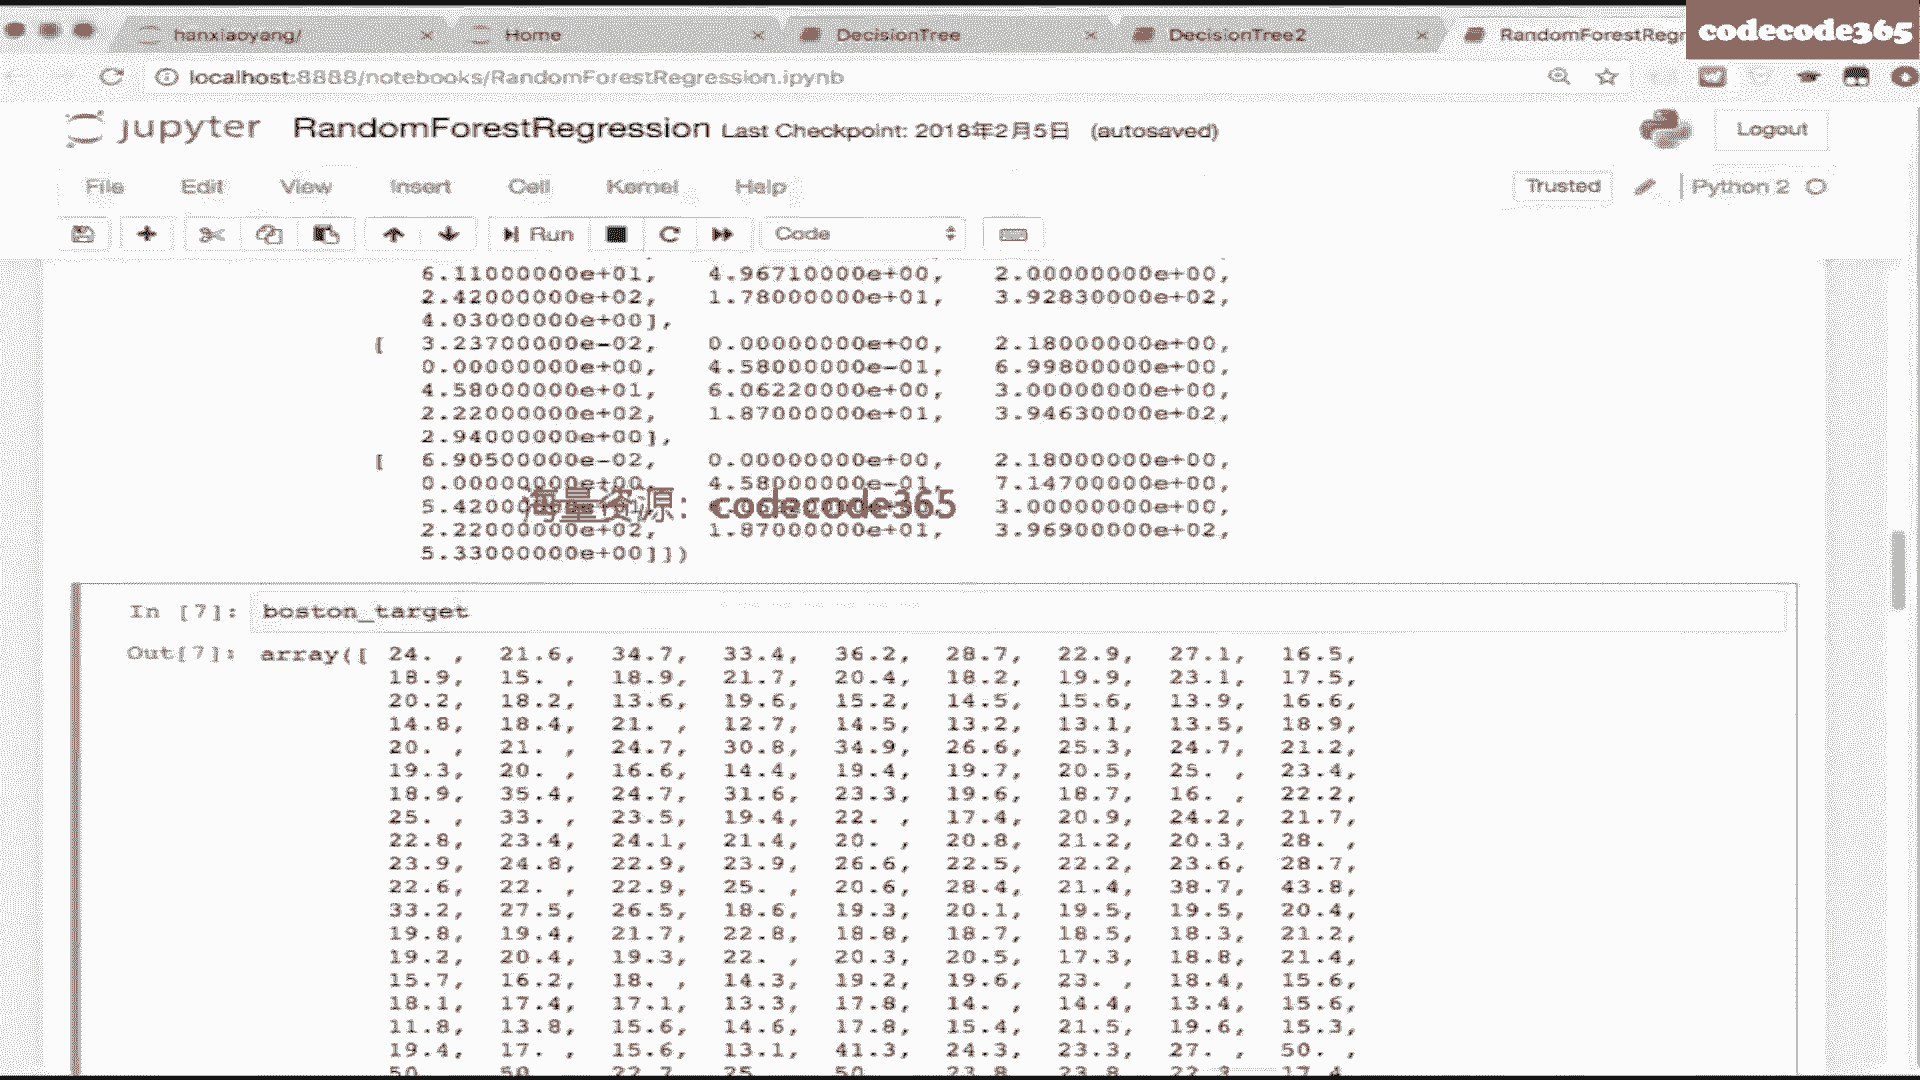 codecode365
hanxiaoyang/ Home DecisionTree DecisionTree2 RandomForestRegr
localhost:8888/notebooks/RandomForestRegression.ipynb
jupyter RandomForestRegression Last Checkpoint: 2018年2月5日 (autosaved) Logout
File Edit View Insert Cell Kernel Help Trusted Python 2
Run Code
6.11000000e+01, 4.96710000e+00, 2.00000000e+00,
2.42000000e+02, 1.78000000e+01, 3.92830000e+02,
4.03000000e+00],
[ 3.23700000e-02, 0.00000000e+00, 2.18000000e+00,
0.00000000e+00, 4.58000000e-01, 6.99800000e+00,
4.58000000e+01, 6.06220000e+00, 3.00000000e+00,
2.22000000e+02, 1.87000000e+01, 3.94630000e+02,
2.94000000e+00],
[ 6.90500000e-02, 0.00000000e+00, 2.18000000e+00,
0.00000000e+00, 4.58000000e-01, 7.14700000e+00,
3.00000000e+00,
海量资源：codecode365
2.22000000e+02, 1.87000000e+01, 3.96900000e+02,
5.33000000e+00]])
In [7]: boston_target
Out[7]: array([ 24. , 21.6, 34.7, 33.4, 36.2, 28.7, 22.9, 27.1, 16.5,
18.9, 15. , 18.9, 21.7, 20.4, 18.2, 19.9, 23.1, 17.5,
20.2, 18.2, 13.6, 19.6, 15.2, 14.5, 15.6, 13.9, 16.6,
14.8, 18.4, 21. , 12.7, 14.5, 13.2, 13.1, 13.5, 18.9,
20. , 21. , 24.7, 30.8, 34.9, 26.6, 25.3, 24.7, 21.2,
19.3, 20. , 16.6, 14.4, 19.4, 19.7, 20.5, 25. , 23.4,
18.9, 35.4, 24.7, 31.6, 23.3, 19.6, 18.7, 16. , 22.2,
25. , 33. , 23.5, 19.4, 22. , 17.4, 20.9, 24.2, 21.7,
22.8, 23.4, 24.1, 21.4, 20. , 20.8, 21.2, 20.3, 28. ,
23.9, 24.8, 22.9, 23.9, 26.6, 22.5, 22.2, 23.6, 28.7,
22.6, 22. , 22.9, 25. , 20.6, 28.4, 21.4, 38.7, 43.8,
33.2, 27.5, 26.5, 18.6, 19.3, 20.1, 19.5, 19.5, 20.4,
19.8, 19.4, 21.7, 22.8, 18.8, 18.7, 18.5, 18.3, 21.2,
19.2, 20.4, 19.3, 22. , 20.3, 20.5, 17.3, 18.8, 21.4,
15.7, 16.2, 18. , 14.3, 19.2, 19.6, 23. , 18.4, 15.6,
18.1, 17.4, 17.1, 13.3, 17.8, 14. , 14.4, 13.4, 15.6,
11.8, 13.8, 15.6, 14.6, 17.8, 15.4, 21.5, 19.6, 15.3,
19.4, 17. , 15.6, 13.1, 41.3, 24.3, 23.3, 27. , 50. ,